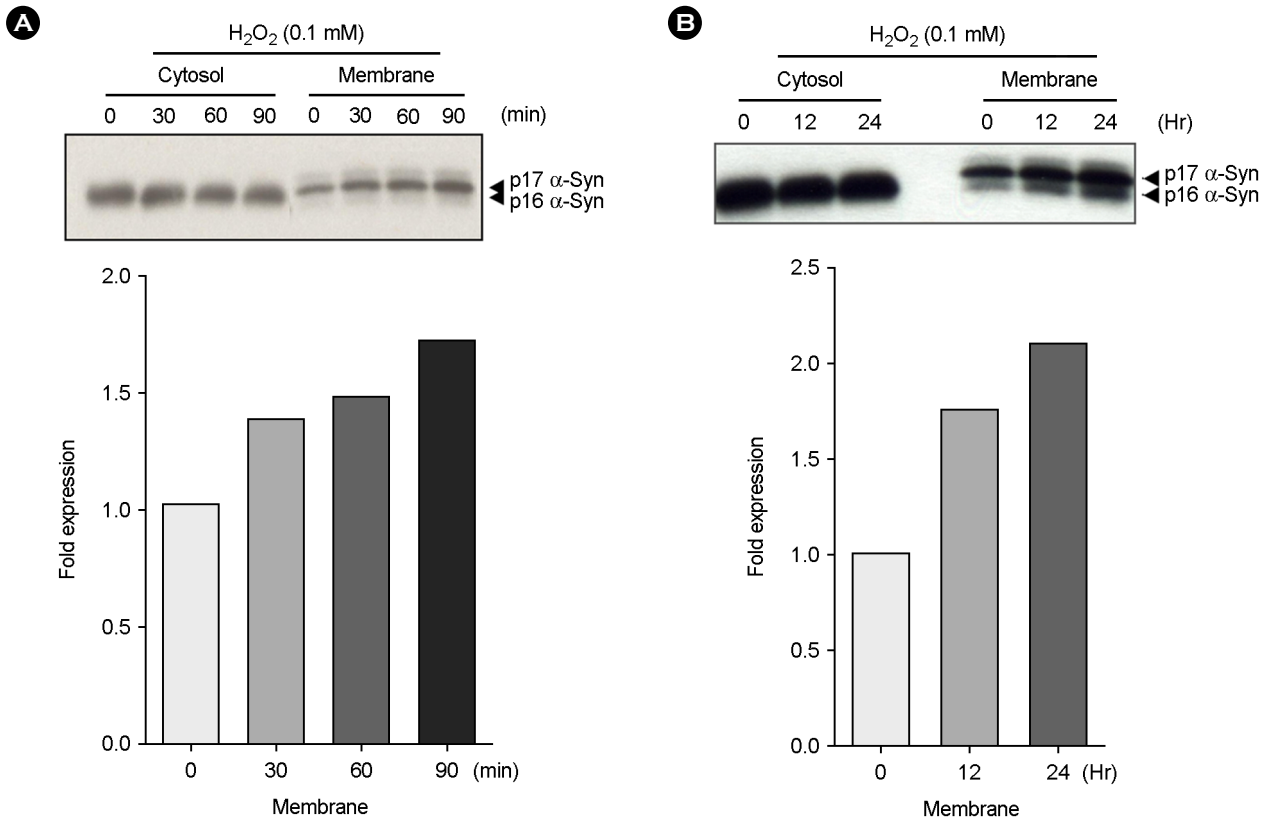 A
H₂O₂ (0.1 mM)
Cytosol Membrane
0 30 60 90 0 30 60 90 (min)
p17 α-Syn
p16 α-Syn
2.0
1.5
1.0
0.5
0.0
Fold expression
0 30 60 90 (min)
Membrane
B
H₂O₂ (0.1 mM)
Cytosol Membrane
0 12 24 0 12 24 (Hr)
p17 α-Syn
p16 α-Syn
2.5
2.0
1.5
1.0
0.5
0.0
Fold expression
0 12 24 (Hr)
Membrane